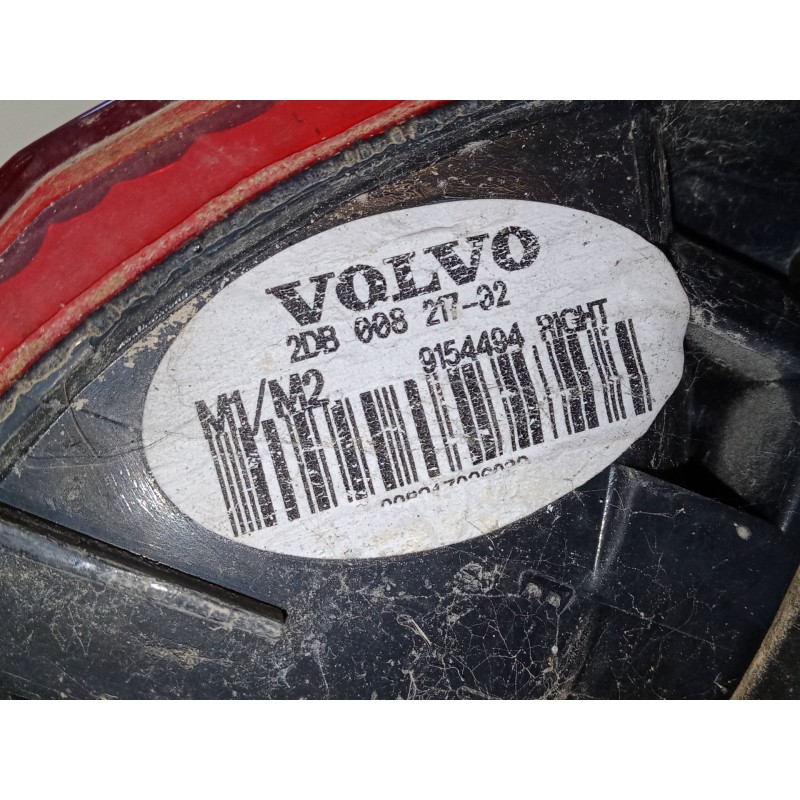 VOLVO
2DB 008 217-02
9154494 RIGHT
M1/M2